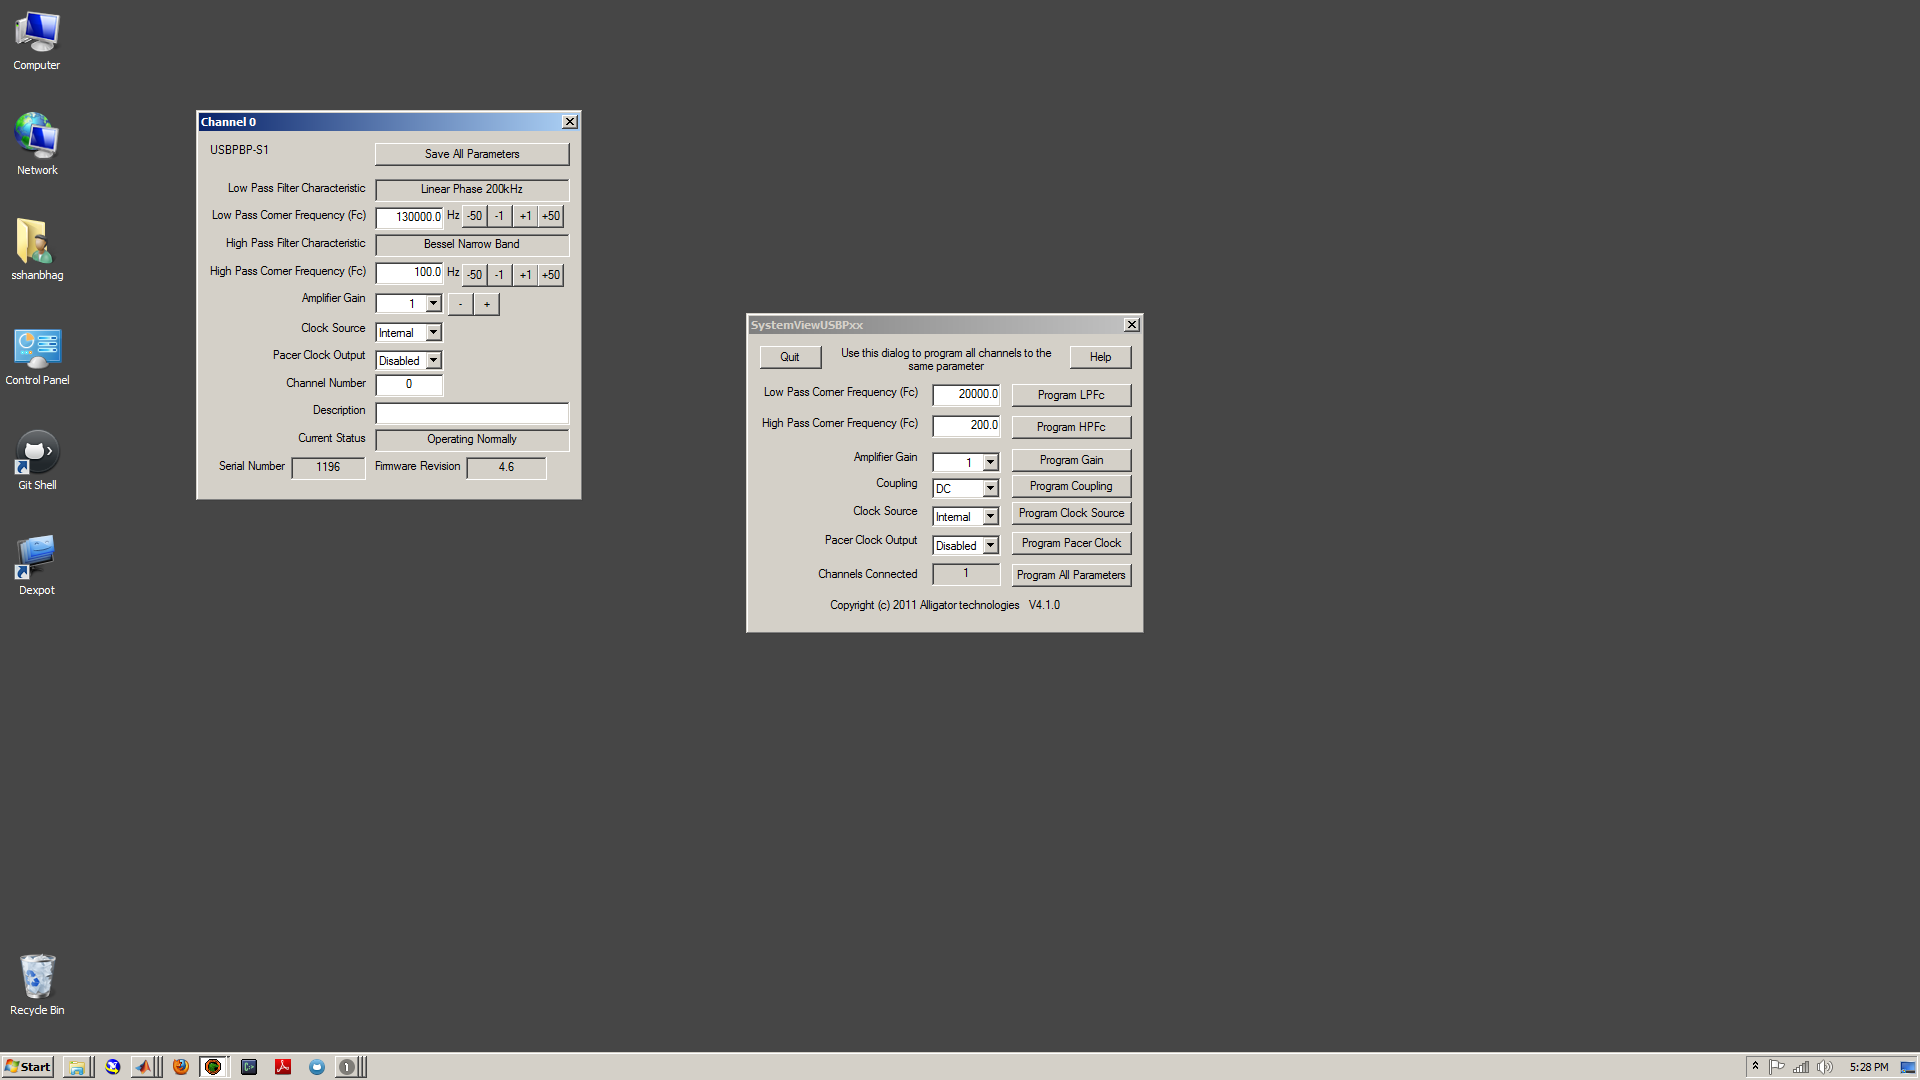 Computer
Network
sshanbhag
Control Panel
Git Shell
Dexpot
Recycle Bin
Channel 0
USBPBP-S1
Save All Parameters
Low Pass Filter Characteristic
Linear Phase 200kHz
Low Pass Corner Frequency (Fc)
130000.0
Hz
-50
-1
+1
+50
High Pass Filter Characteristic
Bessel Narrow Band
High Pass Corner Frequency (Fc)
100.0
Hz
-50
-1
+1
+50
Amplifier Gain
1
-
+
Clock Source
Internal
Pacer Clock Output
Disabled
Channel Number
0
Description
Current Status
Operating Normally
Serial Number
1196
Firmware Revision
4.6
SystemViewUSBPxx
Quit
Use this dialog to program all channels to the
same parameter
Help
Low Pass Corner Frequency (Fc)
20000.0
Program LPFc
High Pass Corner Frequency (Fc)
200.0
Program HPFc
Amplifier Gain
1
Program Gain
Coupling
DC
Program Coupling
Clock Source
Internal
Program Clock Source
Pacer Clock Output
Disabled
Program Pacer Clock
Channels Connected
1
Program All Parameters
Copyright (c) 2011 Alligator technologies V4.1.0
Start
5:28 PM